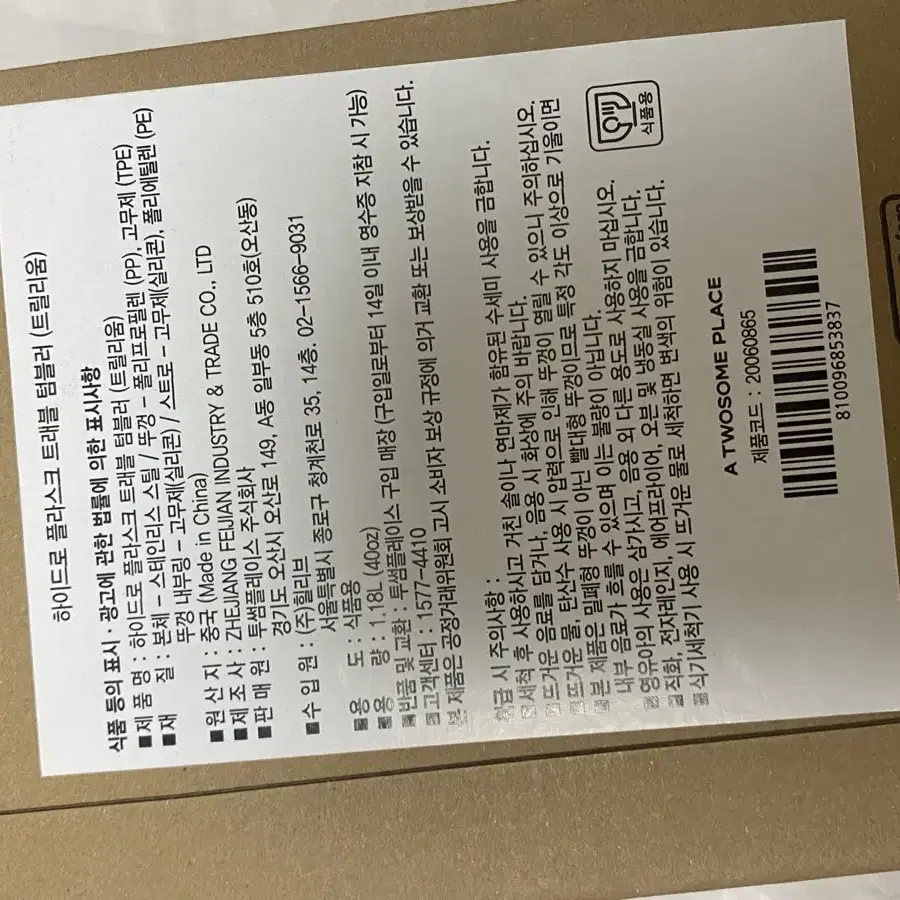 하이드로 플라스크 트래블 텀블러 (트릴리움)
식품 등의 표시·광고에 관한 법률에 의한 표시사항
■제 품 명 : 하이드로 플라스크 트래블 텀블러 (트릴리움)
■재 질 : 본체 - 스테인리스 스틸 / 뚜껑 - 폴리프로필렌 (PP), 고무제 (TPE)
뚜껑 내부링 - 고무제(실리콘) / 스트로 - 고무제(실리콘), 폴리에틸렌 (PE)
■원 산 지 : 중국 (Made in China)
■제 조 사 : ZHEJIANG FEIJIAN INDUSTRY & TRADE CO., LTD
■판 매 원 : 투썸플레이스 주식회사
경기도 오산시 오산로 149, A동 일부동 5층 510호(오산동)
■수 입 원 : (주)힐리브
서울특별시 종로구 청계천로 35, 14층. 02-1566-9031
■용 도 : 식품용
■용 량 : 1.18L (40oz)
■반품 및 교환 : 투썸플레이스 구입 매장 (구입일로부터 14일 이내 영수증 지참 시 가능)
■고객센터 : 1577-4410
본 제품은 공정거래위원회 고시 소비자 보상 규정에 의거 교환 또는 보상받을 수 있습니다.
취급 시 주의사항 :
■세척 후 사용하시고 거친 솔이나 연마제가 함유된 수세미 사용을 금합니다.
■뜨거운 음료를 담거나, 음용 시 화상에 주의 바랍니다.
■뜨거운 물, 탄산수 사용 시 압력으로 인해 뚜껑이 열릴 수 있으니 주의하십시오.
■본 제품은 밀폐형 뚜껑이 아닌 빨대형 뚜껑이므로 특정 각도 이상으로 기울이면
내부 음료가 흐를 수 있으며 이는 불량이 아닙니다.
■영유아의 사용은 삼가시고, 음용 외 다른 용도로 사용하지 마십시오.
■직화, 전자레인지, 에어프라이어, 오븐 및 냉동실 사용을 금합니다.
■식기세척기 사용 시 뜨거운 물로 세척하면 변색의 위험이 있습니다.
식품용
A TWOSOME PLACE
제품코드 : 20060865
810096853837